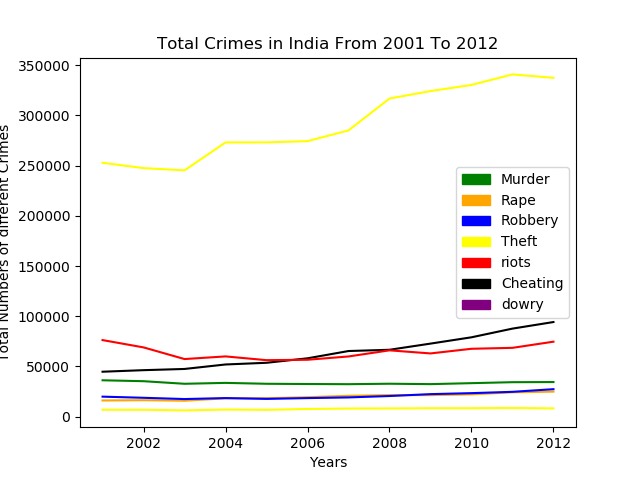 Total Crimes in India From 2001 To 2012
Total Numbers of different Crimes
350000
300000
250000
200000
150000
100000
50000
0
Murder
Rape
Robbery
Theft
riots
Cheating
dowry
2002
2004
2006
2008
2010
2012
Years